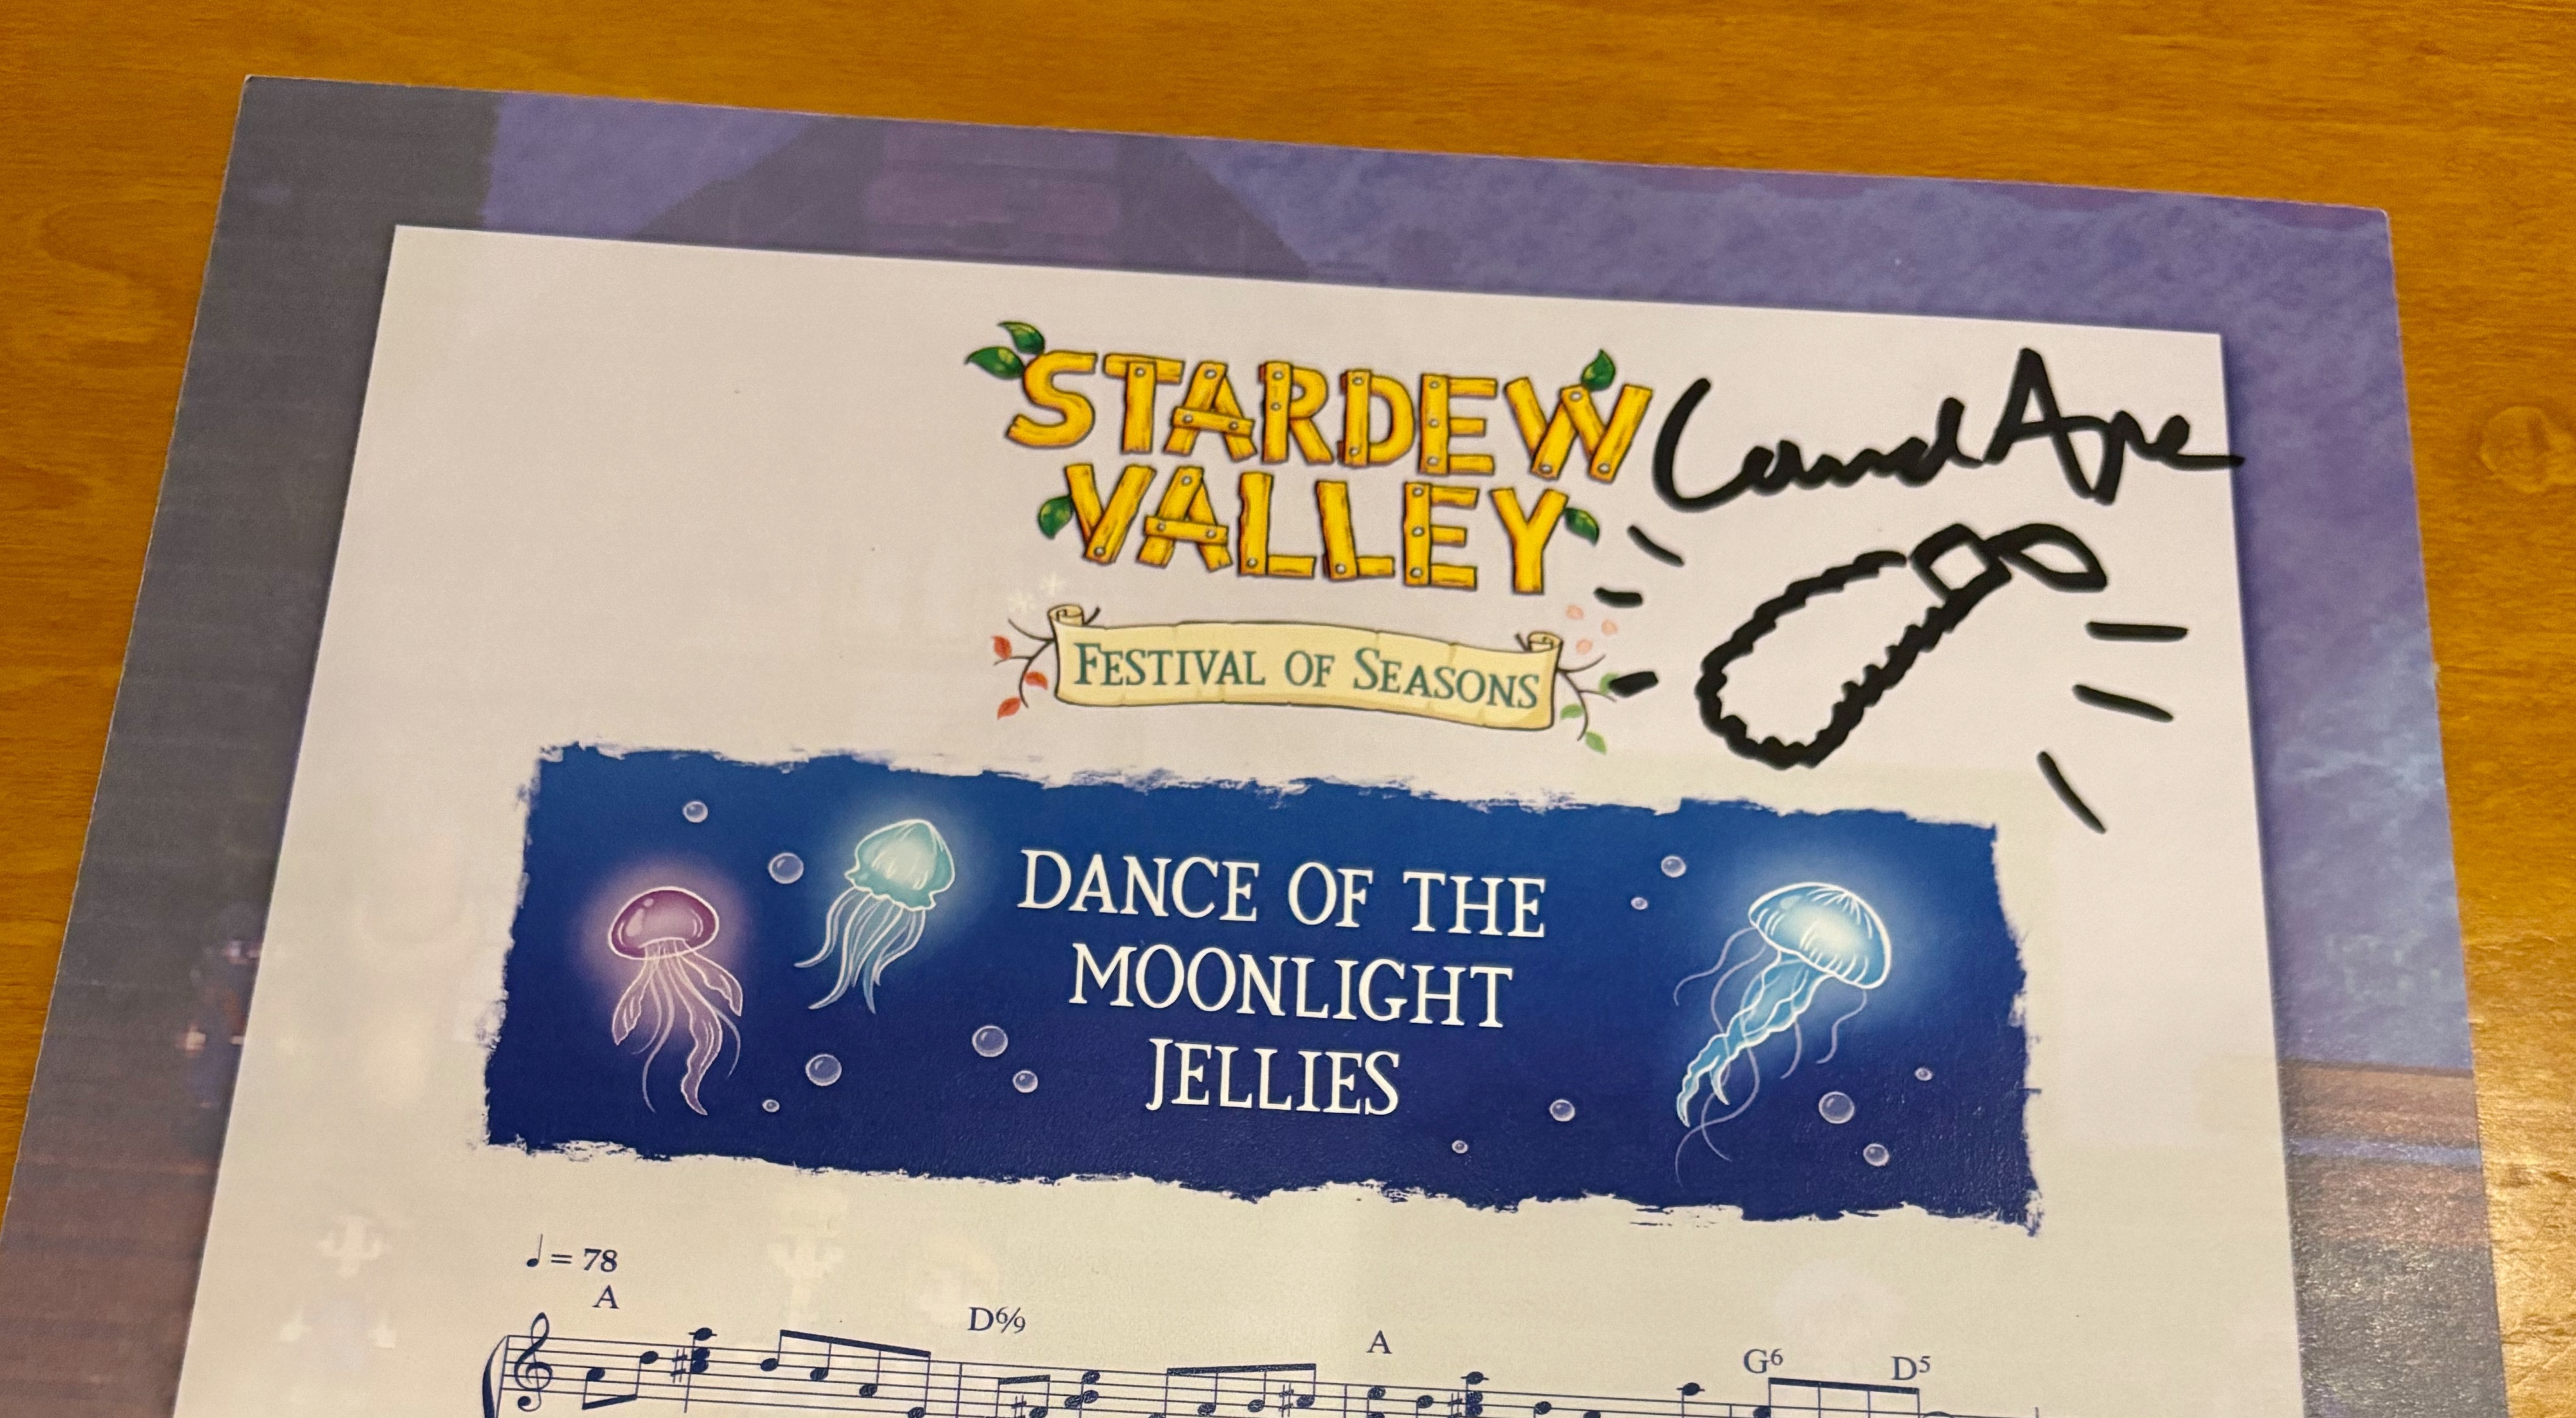 STARDEW
VALLEY
ConcernedApe
FESTIVAL OF SEASONS
DANCE OF THE
MOONLIGHT
JELLIES
♩ = 78
A
D6/9
A
G6
D5